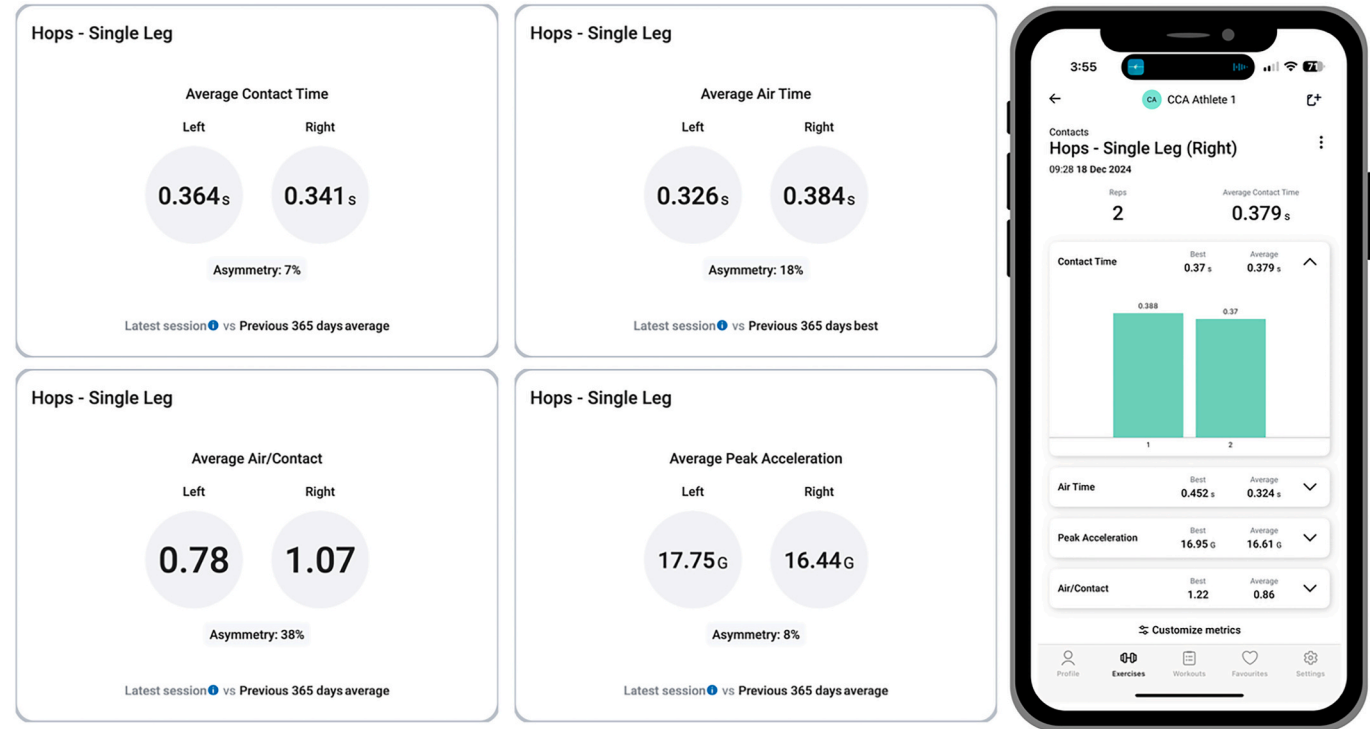 Hops - Single Leg
Average Contact Time
Left Right
0.364 s 0.341 s
Asymmetry: 7%
Latest session vs Previous 365 days average
Hops - Single Leg
Average Air Time
Left Right
0.326 s 0.384 s
Asymmetry: 18%
Latest session vs Previous 365 days best
Hops - Single Leg
Average Air/Contact
Left Right
0.78 1.07
Asymmetry: 38%
Latest session vs Previous 365 days average
Hops - Single Leg
Average Peak Acceleration
Left Right
17.75 G 16.44 G
Asymmetry: 8%
Latest session vs Previous 365 days average
3:55 71
CA CCA Athlete 1
Contacts
Hops - Single Leg (Right)
09:28 18 Dec 2024
Reps Average Contact Time
2 0.379 s
Contact Time Best Average
0.37 s 0.379 s
0.388 0.37
1 2
Air Time Best Average
0.452 s 0.324 s
Peak Acceleration Best Average
16.95 G 16.61 G
Air/Contact Best Average
1.22 0.86
Customize metrics
Profile Exercises Workouts Favourites Settings